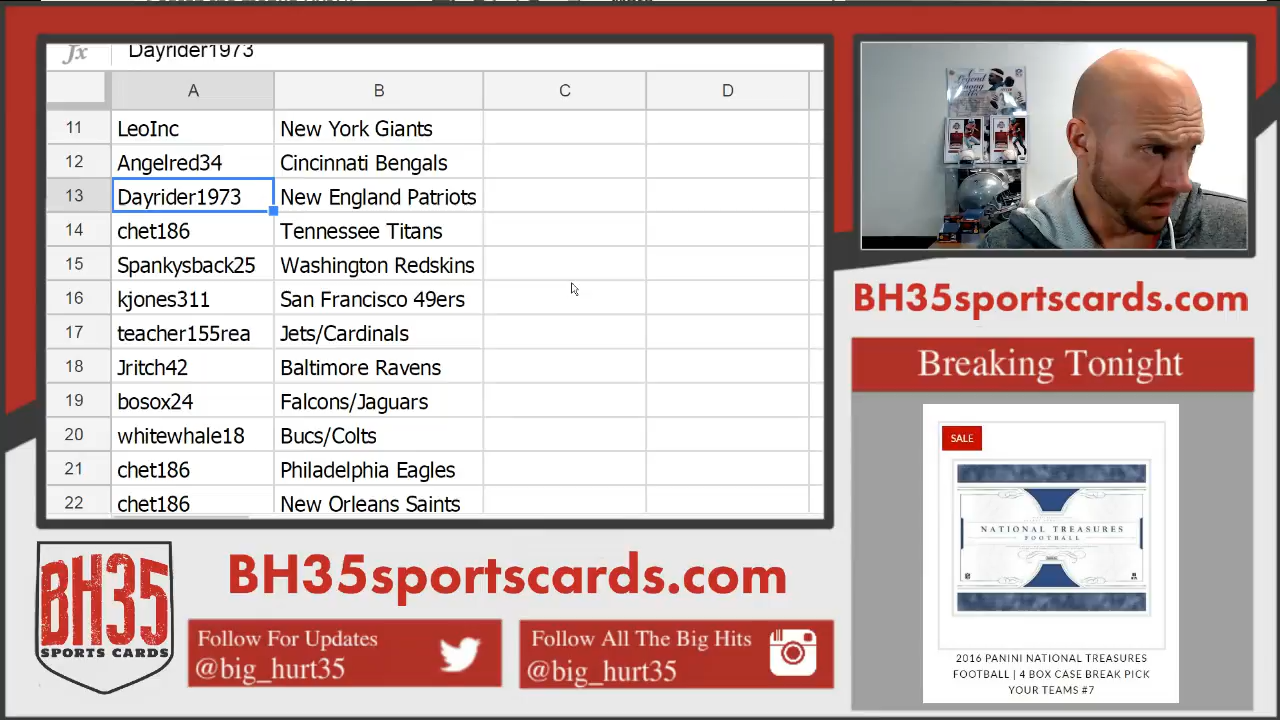 fx Dayrider1973
A B C D
11 LeoInc New York Giants
12 Angelred34 Cincinnati Bengals
13 Dayrider1973 New England Patriots
14 chet186 Tennessee Titans
15 Spankysback25 Washington Redskins
16 kjones311 San Francisco 49ers
17 teacher155rea Jets/Cardinals
18 Jritch42 Baltimore Ravens
19 bosox24 Falcons/Jaguars
20 whitewhale18 Bucs/Colts
21 chet186 Philadelphia Eagles
22 chet186 New Orleans Saints
BH35sportscards.com
Breaking Tonight
SALE
NATIONAL TREASURES
FOOTBALL
2016 PANINI NATIONAL TREASURES
FOOTBALL | 4 BOX CASE BREAK PICK
YOUR TEAMS #7
BH35
SPORTS CARDS
BH35sportscards.com
Follow For Updates
@big_hurt35
Follow All The Big Hits
@big_hurt35